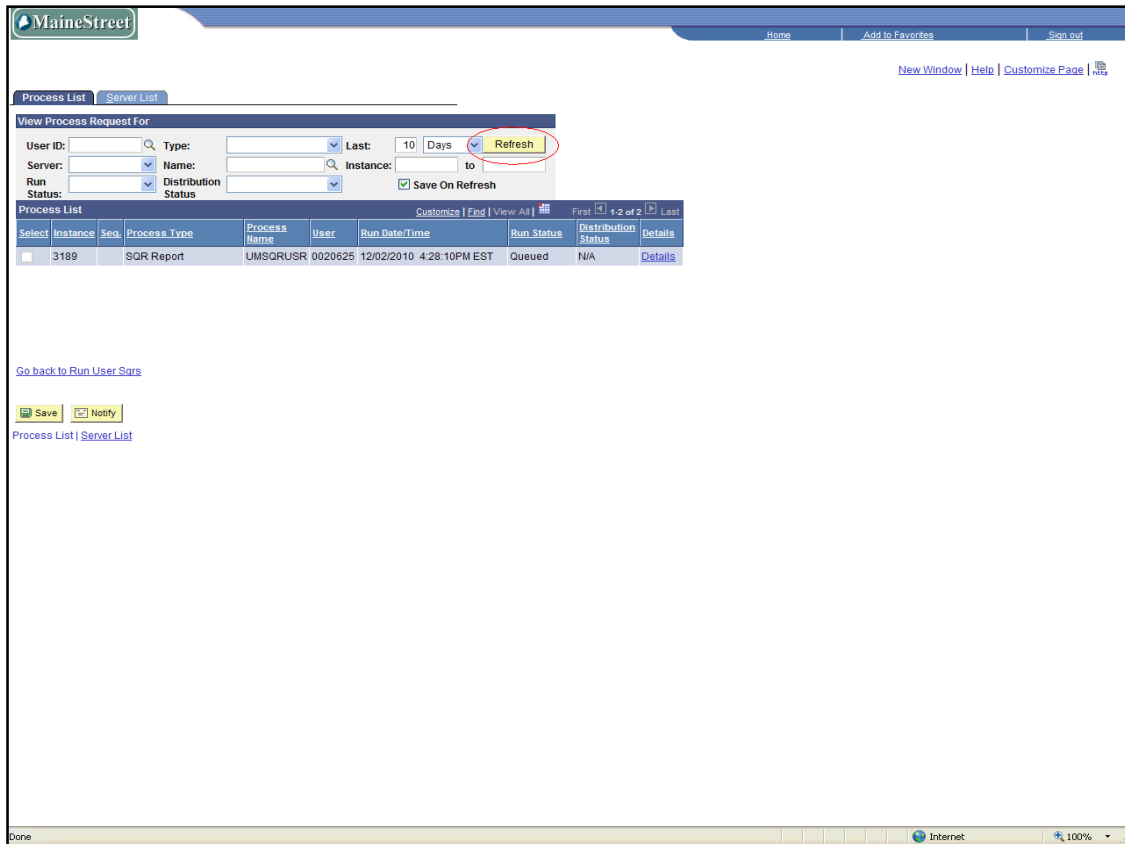 MaineStreet
Home Add to Favorites Sign out
New Window | Help | Customize Page | http
Process List Server List
View Process Request For
User ID: Type: Last: 10 Days Refresh
Server: Name: Instance: to
Run Status: Distribution Status Save On Refresh
Process List Customize | Find | View All | First 1-2 of 2 Last
Select Instance Seq. Process Type Process Name User Run Date/Time Run Status Distribution Status Details
3189 SQR Report UMSQRUSR 0020625 12/02/2010 4:28:10PM EST Queued N/A Details
Go back to Run User Sqrs
Save Notify
Process List | Server List
Done Internet 100%